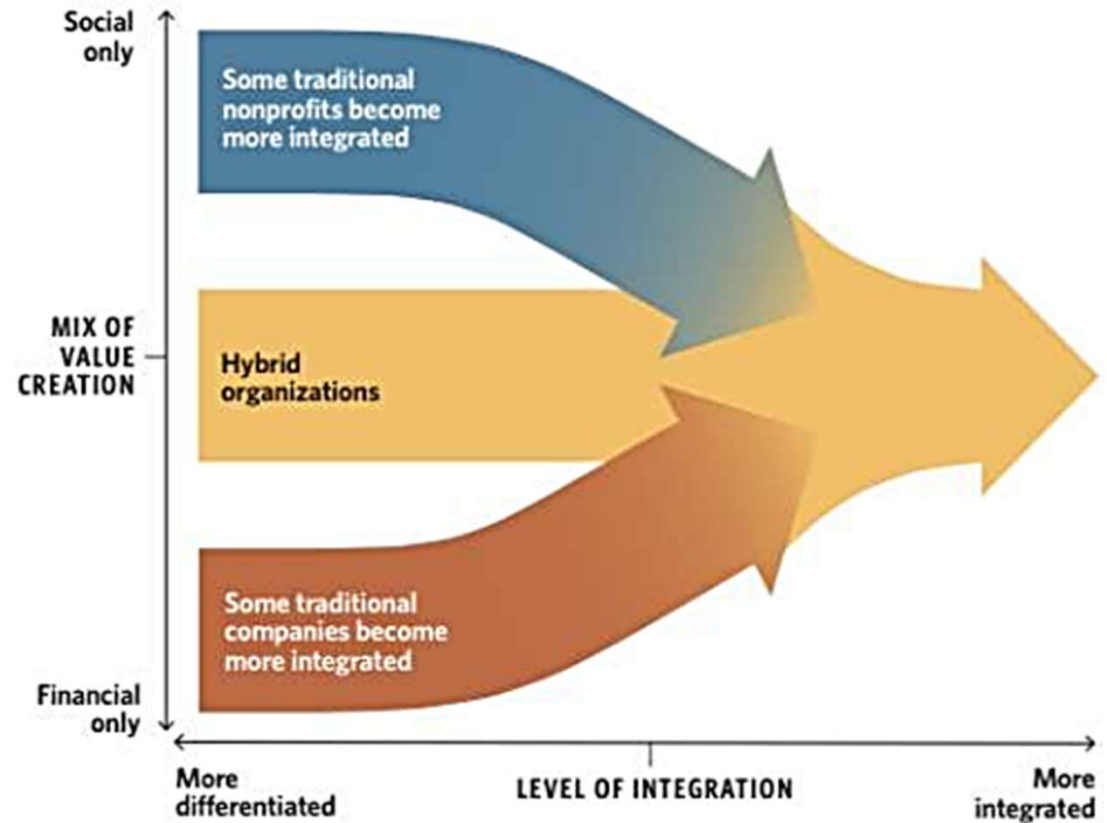 Social
only
Some traditional
nonprofits become
more integrated
MIX OF
VALUE
CREATION
Hybrid
organizations
Some traditional
companies become
more integrated
Financial
only
More
differentiated
LEVEL OF INTEGRATION
More
integrated